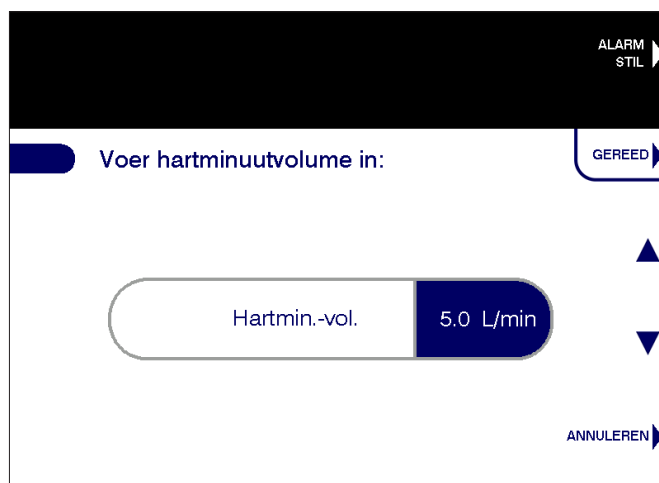 ALARM
STIL
Voer hartminuutvolume in:
GEREED
Hartmin.-vol. 5.0 L/min
ANNULEREN